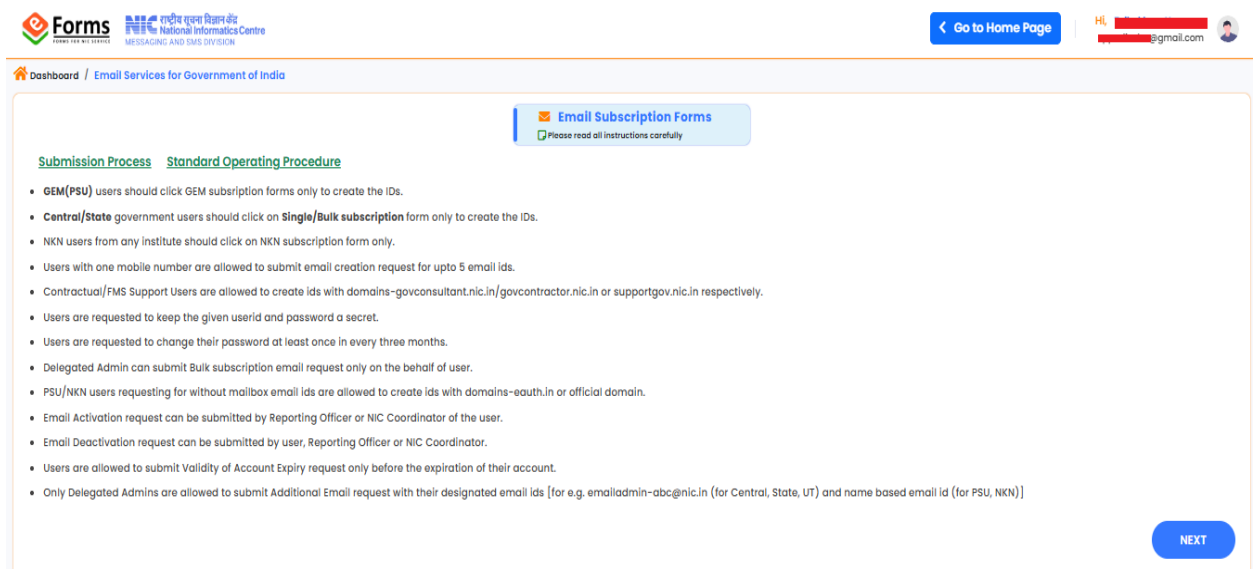 eForms
FORMS FOR NIC SERVICE
NIC राष्ट्रीय सूचना विज्ञान केंद्र
National Informatics Centre
MESSAGING AND SMS DIVISION
Go to Home Page
Hi,
@gmail.com
Dashboard / Email Services for Government of India
Email Subscription Forms
Please read all instructions carefully
Submission Process Standard Operating Procedure
• GEM(PSU) users should click GEM subsription forms only to create the IDs.
• Central/State government users should click on Single/Bulk subscription form only to create the IDs.
• NKN users from any institute should click on NKN subscription form only.
• Users with one mobile number are allowed to submit email creation request for upto 5 email ids.
• Contractual/FMS Support Users are allowed to create ids with domains-govconsultant.nic.in/govcontractor.nic.in or supportgov.nic.in respectively.
• Users are requested to keep the given userid and password a secret.
• Users are requested to change their password at least once in every three months.
• Delegated Admin can submit Bulk subscription email request only on the behalf of user.
• PSU/NKN users requesting for without mailbox email ids are allowed to create ids with domains-eauth.in or official domain.
• Email Activation request can be submitted by Reporting Officer or NIC Coordinator of the user.
• Email Deactivation request can be submitted by user, Reporting Officer or NIC Coordinator.
• Users are allowed to submit Validity of Account Expiry request only before the expiration of their account.
• Only Delegated Admins are allowed to submit Additional Email request with their designated email ids [for e.g. emailadmin-abc@nic.in (for Central, State, UT) and name based email id (for PSU, NKN)]
NEXT